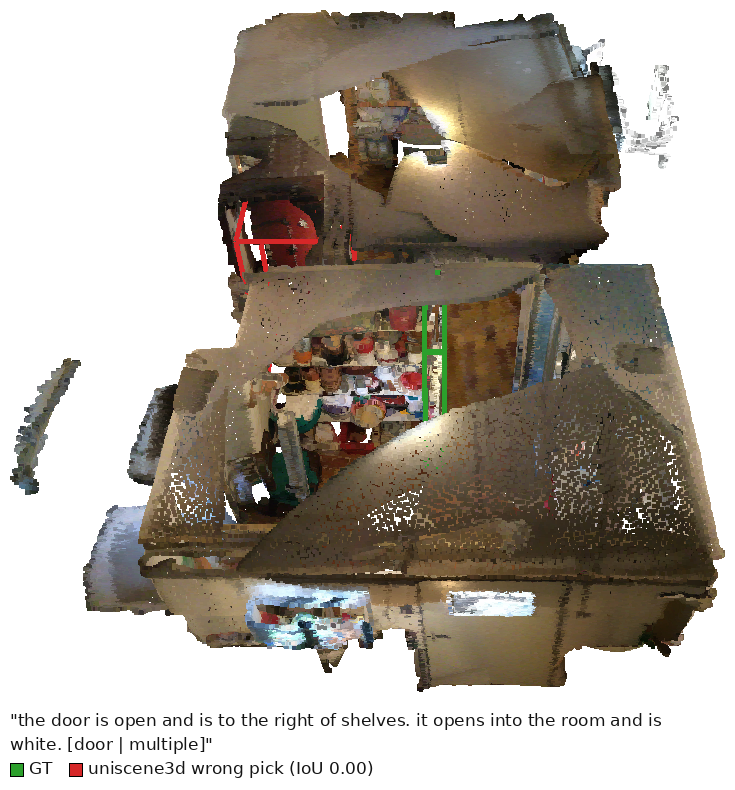 "the door is open and is to the right of shelves. it opens into the room and is
white. [door | multiple]"
GT uniscene3d wrong pick (IoU 0.00)